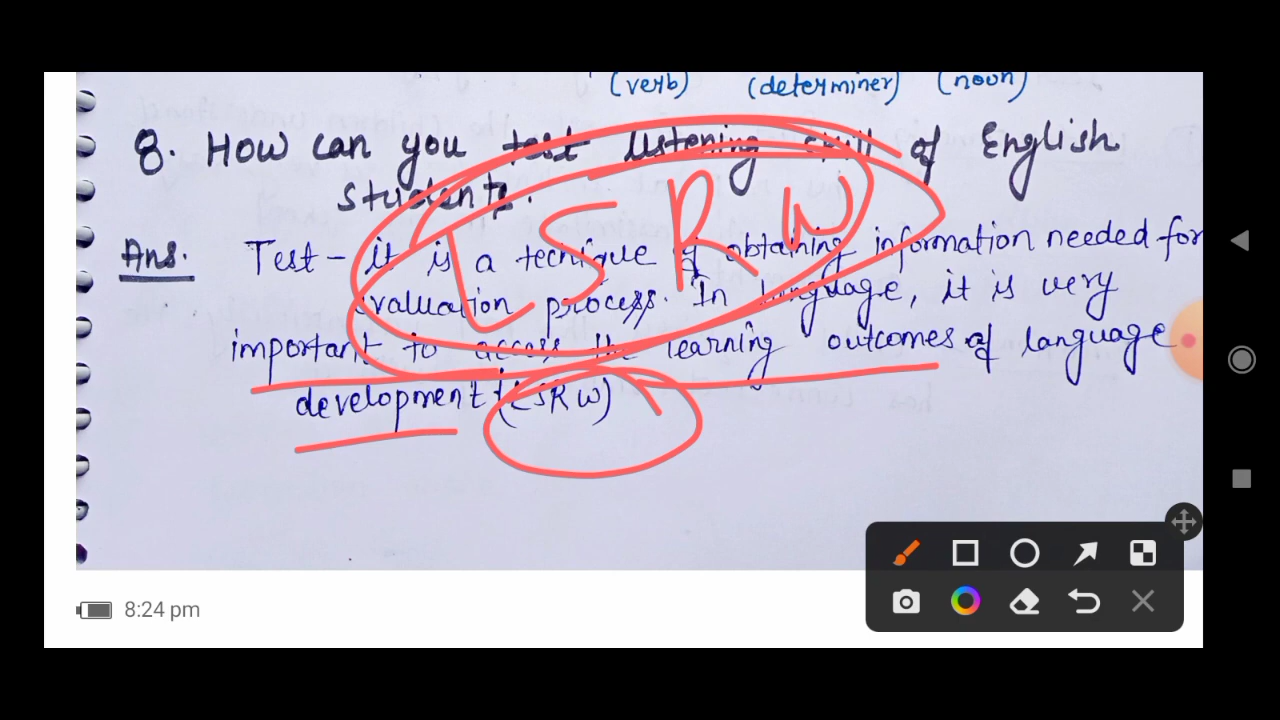 (verb) (determiner) (noun)
8. How can you test listening skill of English
students.
Ans. Test - it is a tecnique of obtaining information needed for
evaluation process. In language, it is very
important to access the learning outcomes of language
development (LSRW)
LSRW
8:24 pm